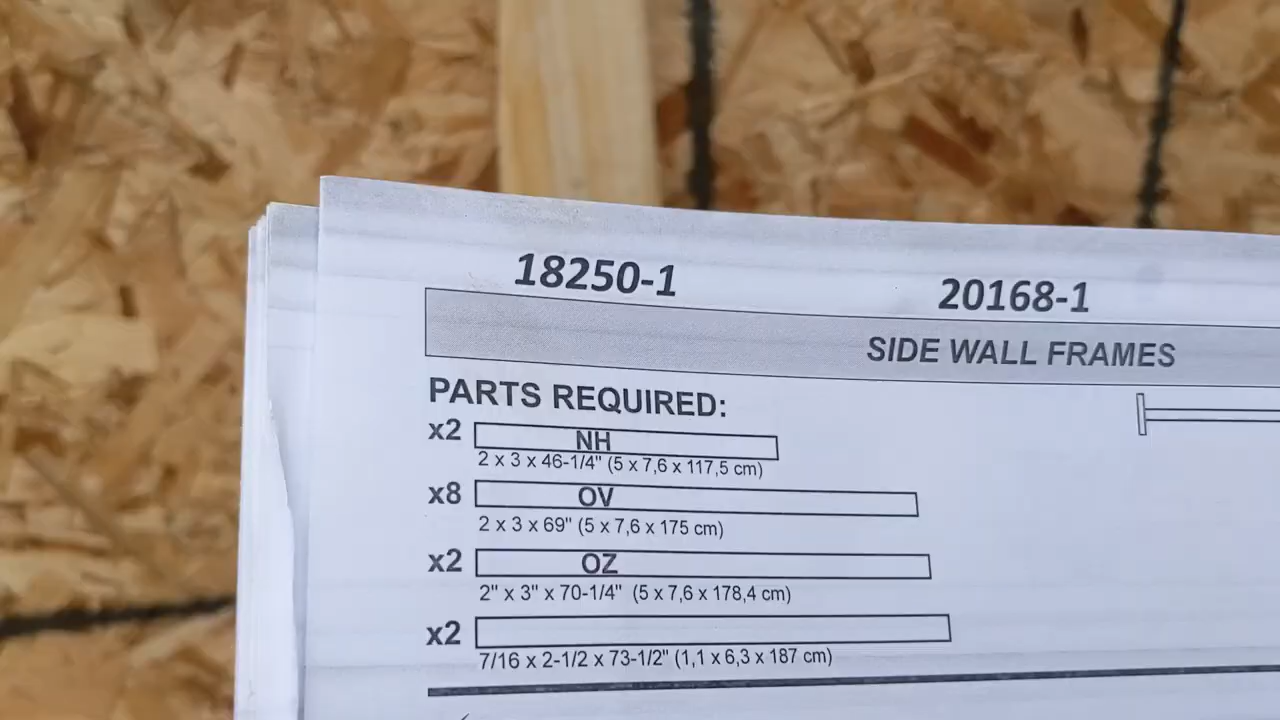 18250-1 20168-1
SIDE WALL FRAMES
PARTS REQUIRED:
x2 NH
2 x 3 x 46-1/4" (5 x 7,6 x 117,5 cm)
x8 OV
2 x 3 x 69" (5 x 7,6 x 175 cm)
x2 OZ
2" x 3" x 70-1/4" (5 x 7,6 x 178,4 cm)
x2
7/16 x 2-1/2 x 73-1/2" (1,1 x 6,3 x 187 cm)